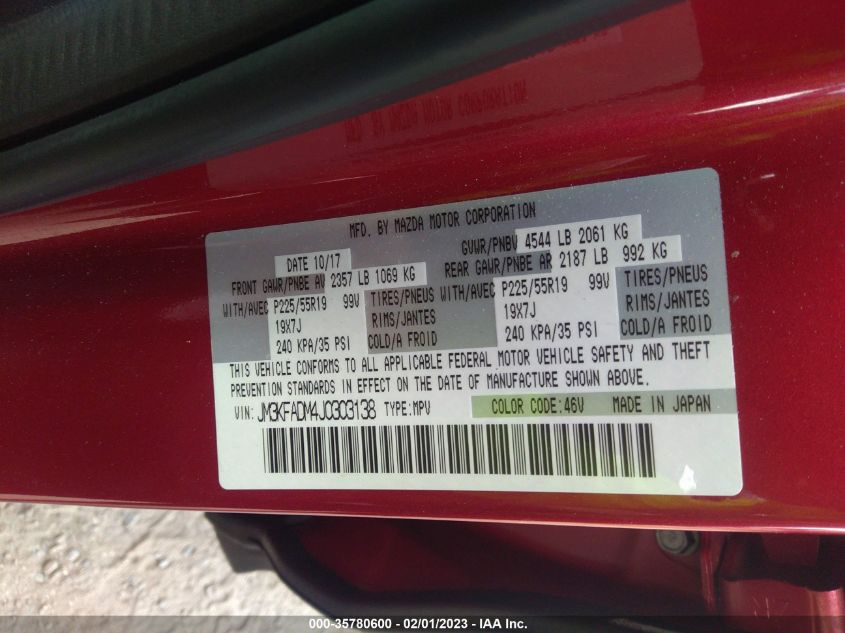 MFD. BY MAZDA MOTOR CORPORATION
DATE 10/17 GVWR/PNBV 4544 LB 2061 KG
FRONT GAWR/PNBE AV 2357 LB 1069 KG REAR GAWR/PNBE AR 2187 LB 992 KG
WITH/AVEC P225/55R19 99V TIRES/PNEUS WITH/AVEC P225/55R19 99V TIRES/PNEUS
19X7J RIMS/JANTES 19X7J RIMS/JANTES
240 KPA/35 PSI COLD/A FROID 240 KPA/35 PSI COLD/A FROID
THIS VEHICLE CONFORMS TO ALL APPLICABLE FEDERAL MOTOR VEHICLE SAFETY AND THEFT
PREVENTION STANDARDS IN EFFECT ON THE DATE OF MANUFACTURE SHOWN ABOVE.
VIN: JM3KFADM4J0303138 TYPE:MPV COLOR CODE:46V MADE IN JAPAN
000-35780600 - 02/01/2023 - IAA Inc.